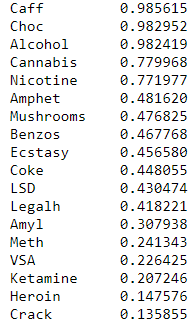 Caff 0.985615
Choc 0.982952
Alcohol 0.982419
Cannabis 0.779968
Nicotine 0.771977
Amphet 0.481620
Mushrooms 0.476825
Benzos 0.467768
Ecstasy 0.456580
Coke 0.448055
LSD 0.430474
Legalh 0.418221
Amyl 0.307938
Meth 0.241343
VSA 0.226425
Ketamine 0.207246
Heroin 0.147576
Crack 0.135855